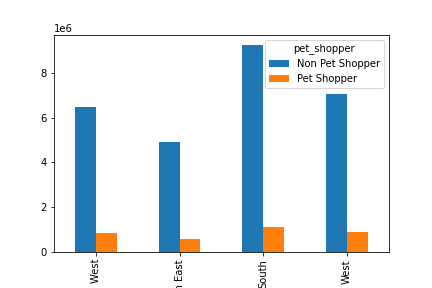 1e6
pet_shopper
Non Pet Shopper
Pet Shopper
8
6
4
2
0
West
East
South
West